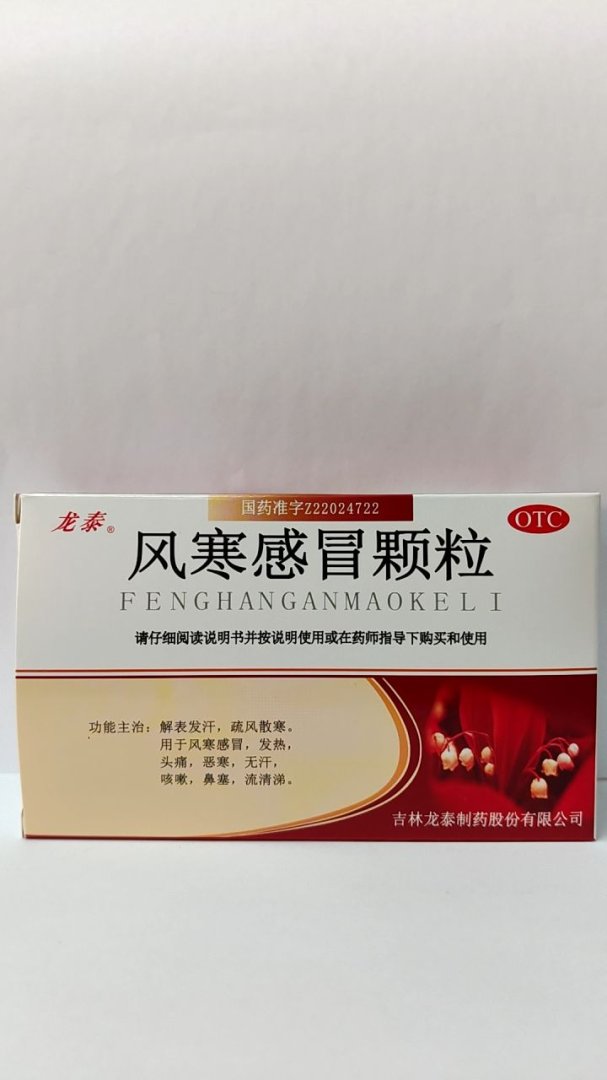 国药准字Z22024722
龙泰®
OTC
风寒感冒颗粒
FENGHANGANMAOKELI
请仔细阅读说明书并按说明使用或在药师指导下购买和使用
功能主治：解表发汗，疏风散寒。
用于风寒感冒，发热，
头痛，恶寒，无汗，
咳嗽，鼻塞，流清涕。
吉林龙泰制药股份有限公司